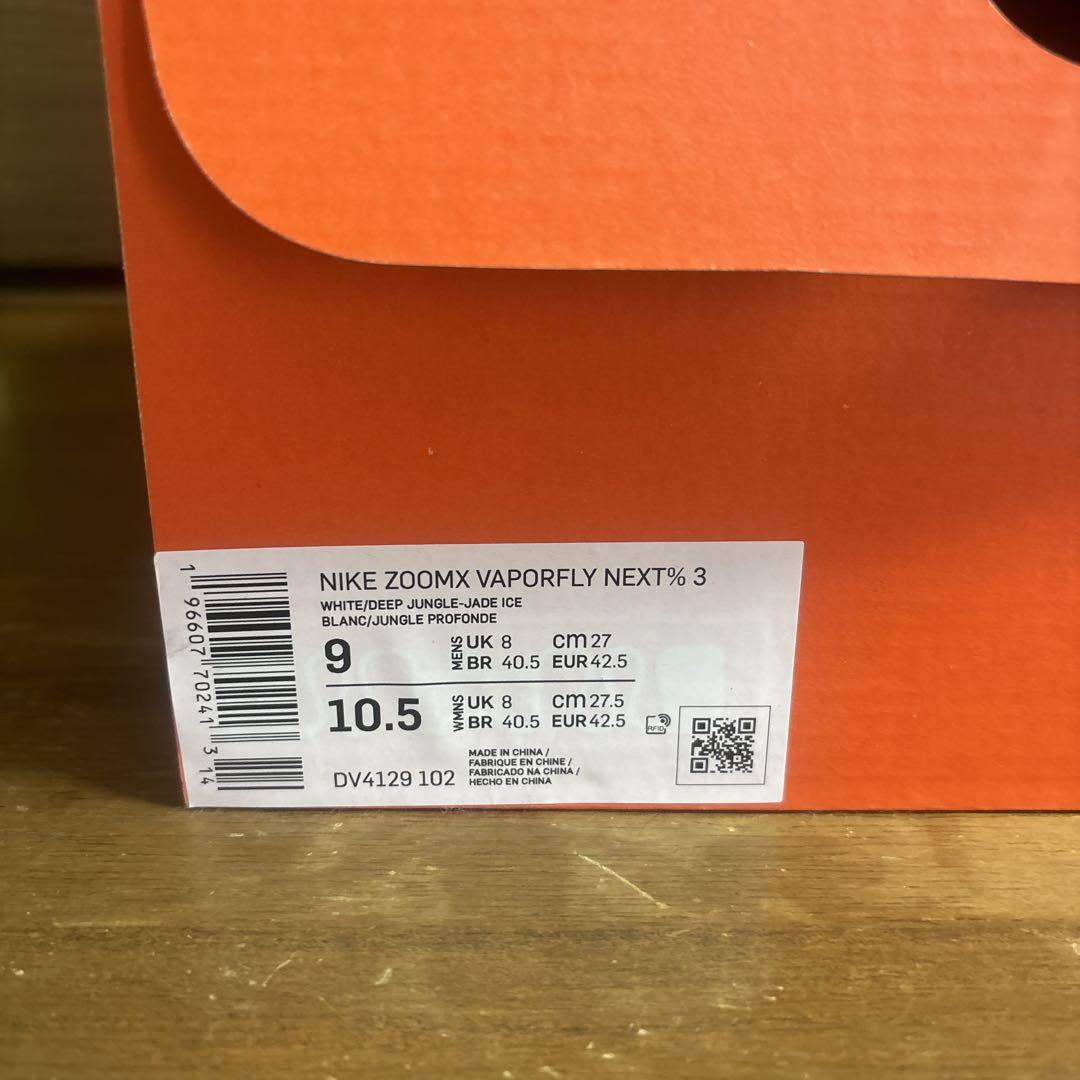 NIKE ZOOMX VAPORFLY NEXT% 3
WHITE/DEEP JUNGLE-JADE ICE
BLANC/JUNGLE PROFONDE
9 MENS UK 8 cm 27
BR 40.5 EUR 42.5
10.5 WMNS UK 8 cm 27.5
BR 40.5 EUR 42.5
RFID
MADE IN CHINA /
FABRIQUE EN CHINE /
FABRICADO NA CHINA /
HECHO EN CHINA
DV4129 102
1 96607 70241 3 14